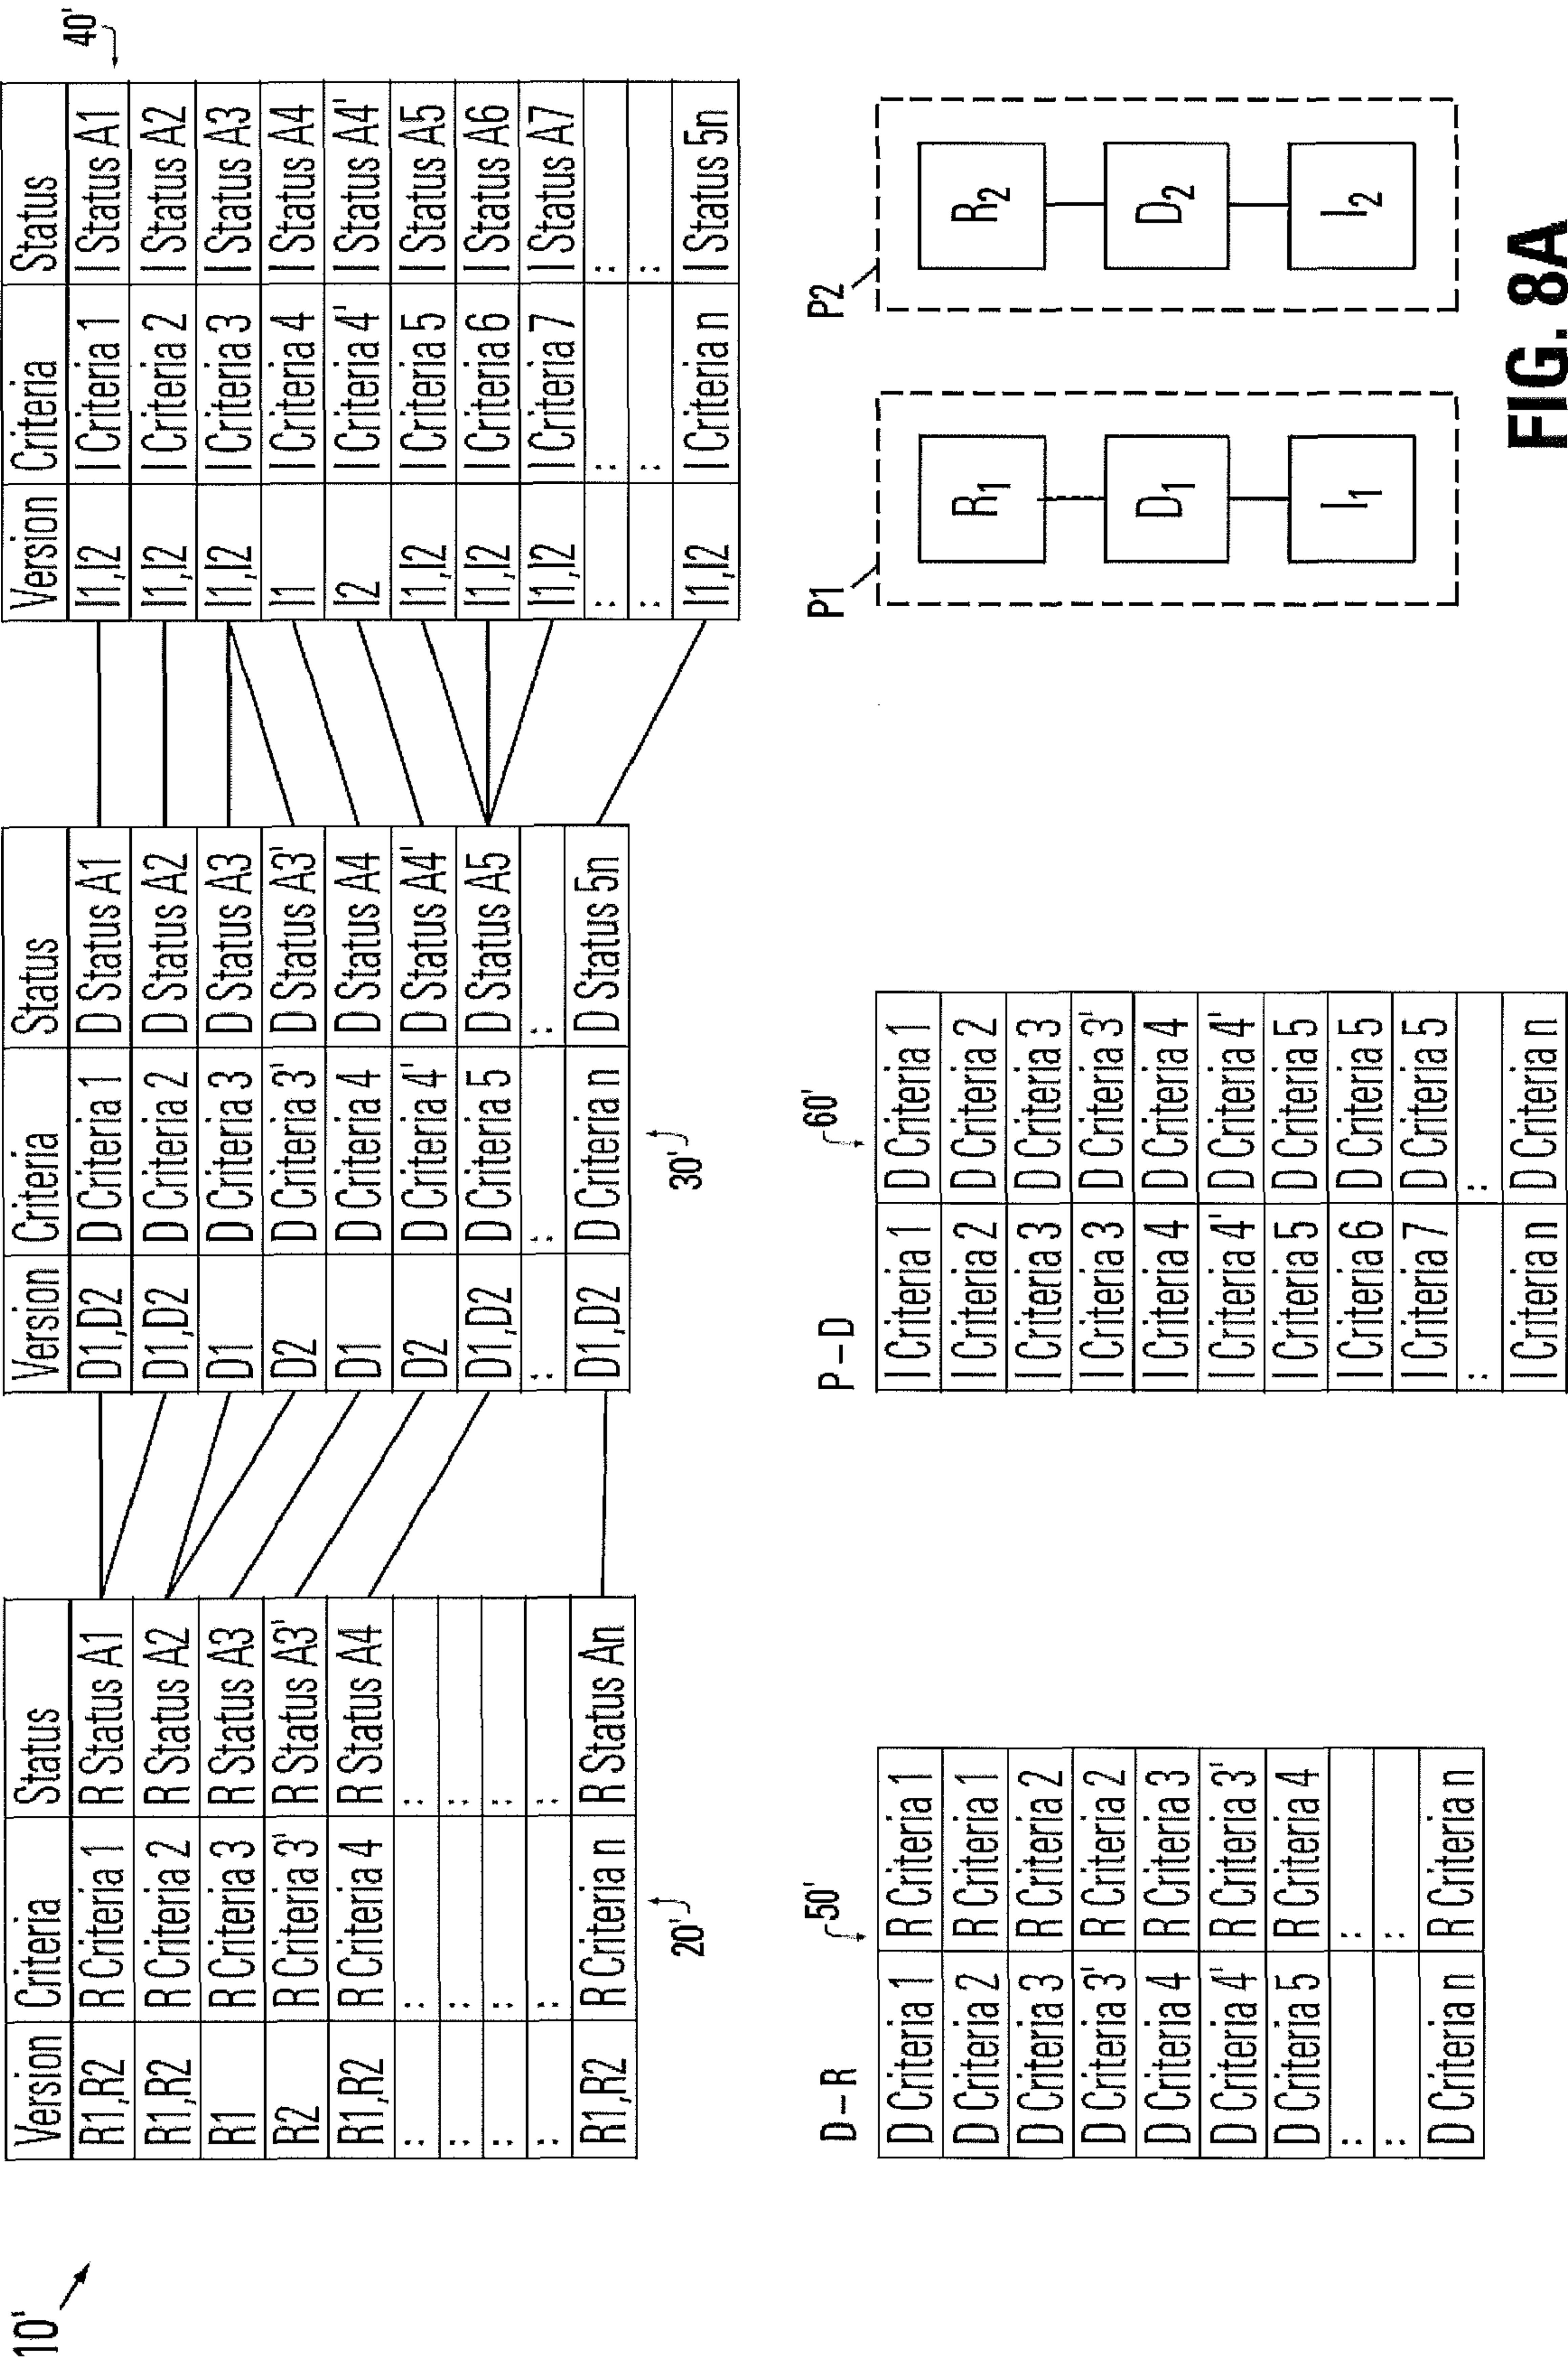 10'
Version Criteria Status
R1,R2 R Criteria 1 R Status A1
R1,R2 R Criteria 2 R Status A2
R1 R Criteria 3 R Status A3
R2 R Criteria 3' R Status A3'
R1,R2 R Criteria 4 R Status A4
: : :
: : :
: : :
: : :
R1,R2 R Criteria n R Status An
20'
Version Criteria Status
D1,D2 D Criteria 1 D Status A1
D1,D2 D Criteria 2 D Status A2
D1 D Criteria 3 D Status A3
D2 D Criteria 3' D Status A3'
D1 D Criteria 4 D Status A4
D2 D Criteria 4' D Status A4'
D1,D2 D Criteria 5 D Status A5
: : :
D1,D2 D Criteria n D Status 5n
30'
Version Criteria Status
I1,I2 I Criteria 1 I Status A1
I1,I2 I Criteria 2 I Status A2
I1,I2 I Criteria 3 I Status A3
I1 I Criteria 4 I Status A4
I2 I Criteria 4' I Status A4'
I1,I2 I Criteria 5 I Status A5
I1,I2 I Criteria 6 I Status A6
I1,I2 I Criteria 7 I Status A7
: : :
: : :
I1,I2 I Criteria n I Status 5n
40'
D – R
50'
D Criteria 1 R Criteria 1
D Criteria 2 R Criteria 1
D Criteria 3 R Criteria 2
D Criteria 3' R Criteria 2
D Criteria 4 R Criteria 3
D Criteria 4' R Criteria 3'
D Criteria 5 R Criteria 4
: :
: :
D Criteria n R Criteria n
P – D
60'
I Criteria 1 D Criteria 1
I Criteria 2 D Criteria 2
I Criteria 3 D Criteria 3
I Criteria 3 D Criteria 3'
I Criteria 4 D Criteria 4
I Criteria 4' D Criteria 4'
I Criteria 5 D Criteria 5
I Criteria 6 D Criteria 5
I Criteria 7 D Criteria 5
: :
I Criteria n D Criteria n
P1
R1
D1
I1
P2
R2
D2
I2
FIG. 8A